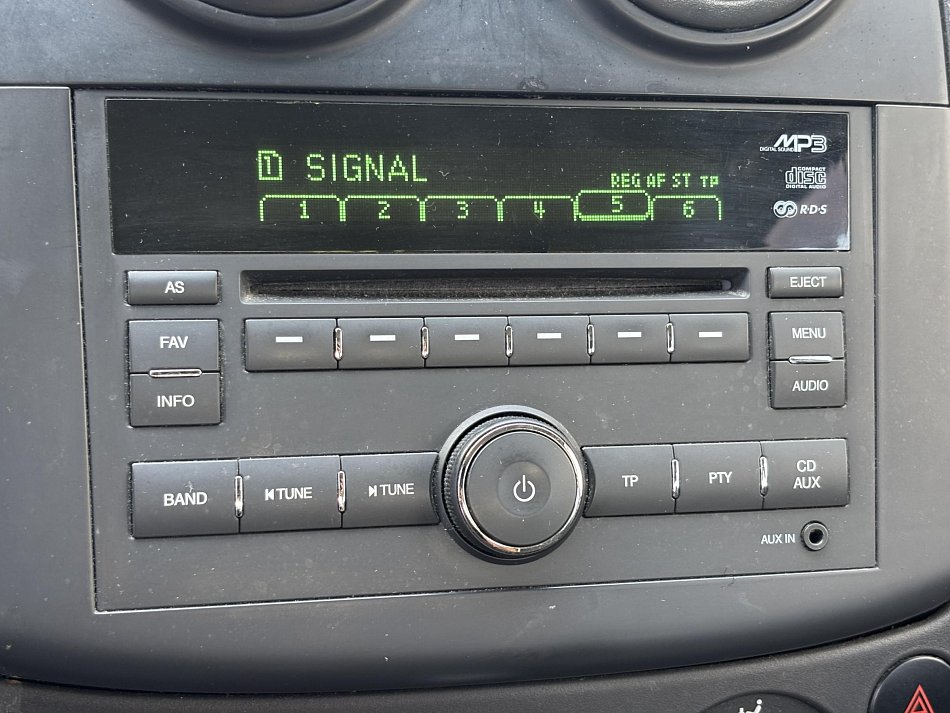 1 SIGNAL
REG AF ST TP
1 2 3 4 5 6
MP3
DIGITAL SOUND
COMPACT
disc
DIGITAL AUDIO
R·D·S
AS
EJECT
FAV
MENU
INFO
AUDIO
BAND
TUNE
TUNE
TP
PTY
CD
AUX
AUX IN